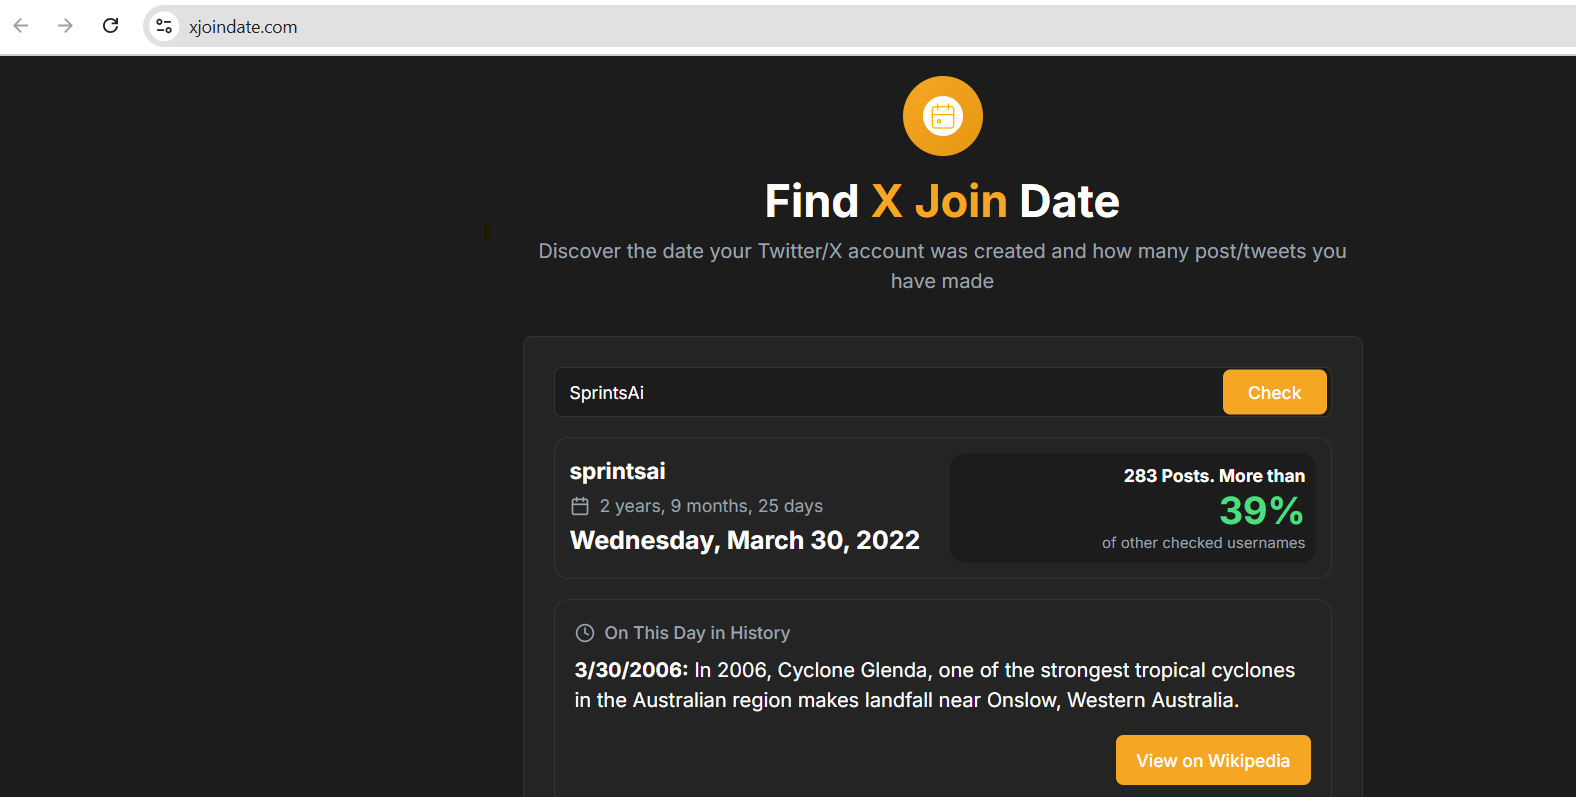 xjoindate.com
Find X Join Date
Discover the date your Twitter/X account was created and how many post/tweets you
have made
SprintsAi
Check
sprintsai
2 years, 9 months, 25 days
Wednesday, March 30, 2022
283 Posts. More than
39%
of other checked usernames
On This Day in History
3/30/2006: In 2006, Cyclone Glenda, one of the strongest tropical cyclones
in the Australian region makes landfall near Onslow, Western Australia.
View on Wikipedia